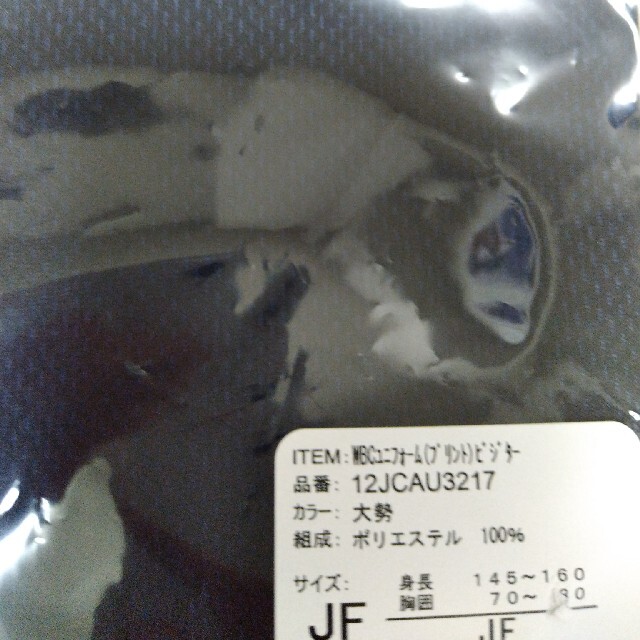 ITEM:WBCユニフォーム(プリント)ビジター
品番: 12JCAU3217
カラー: 大勢
組成: ポリエステル 100%
サイズ: 身長 145~160
胸囲 70~80
JF JF